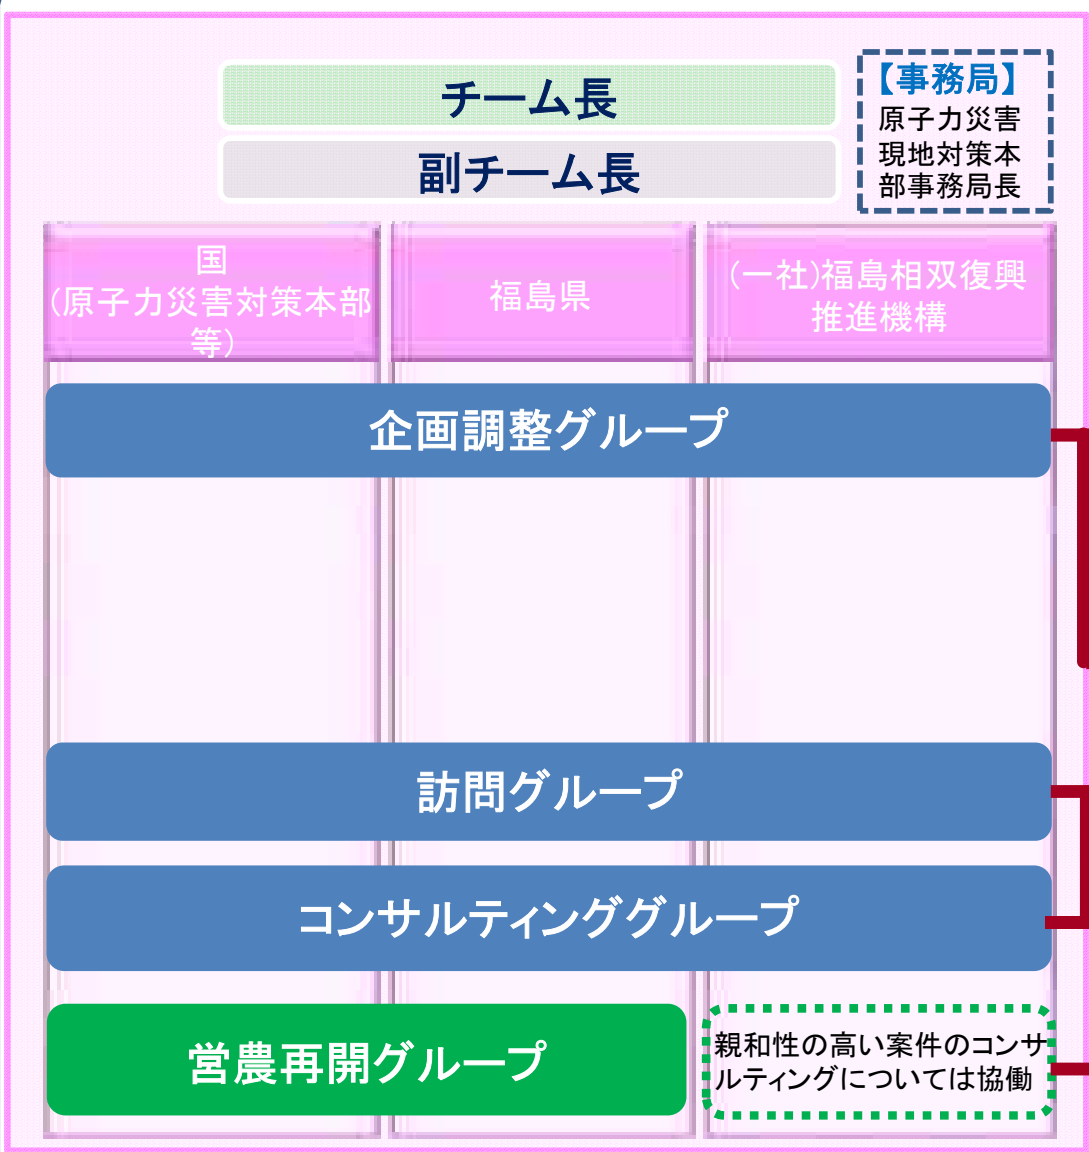 チーム長
副チーム長
【事務局】
原子力災害
現地対策本
部事務局長
国
(原子力災害対策本部
等)
福島県
(一社)福島相双復興
推進機構
企画調整グループ
訪問グループ
コンサルティンググループ
営農再開グループ
親和性の高い案件のコンサ
ルティングについては協働